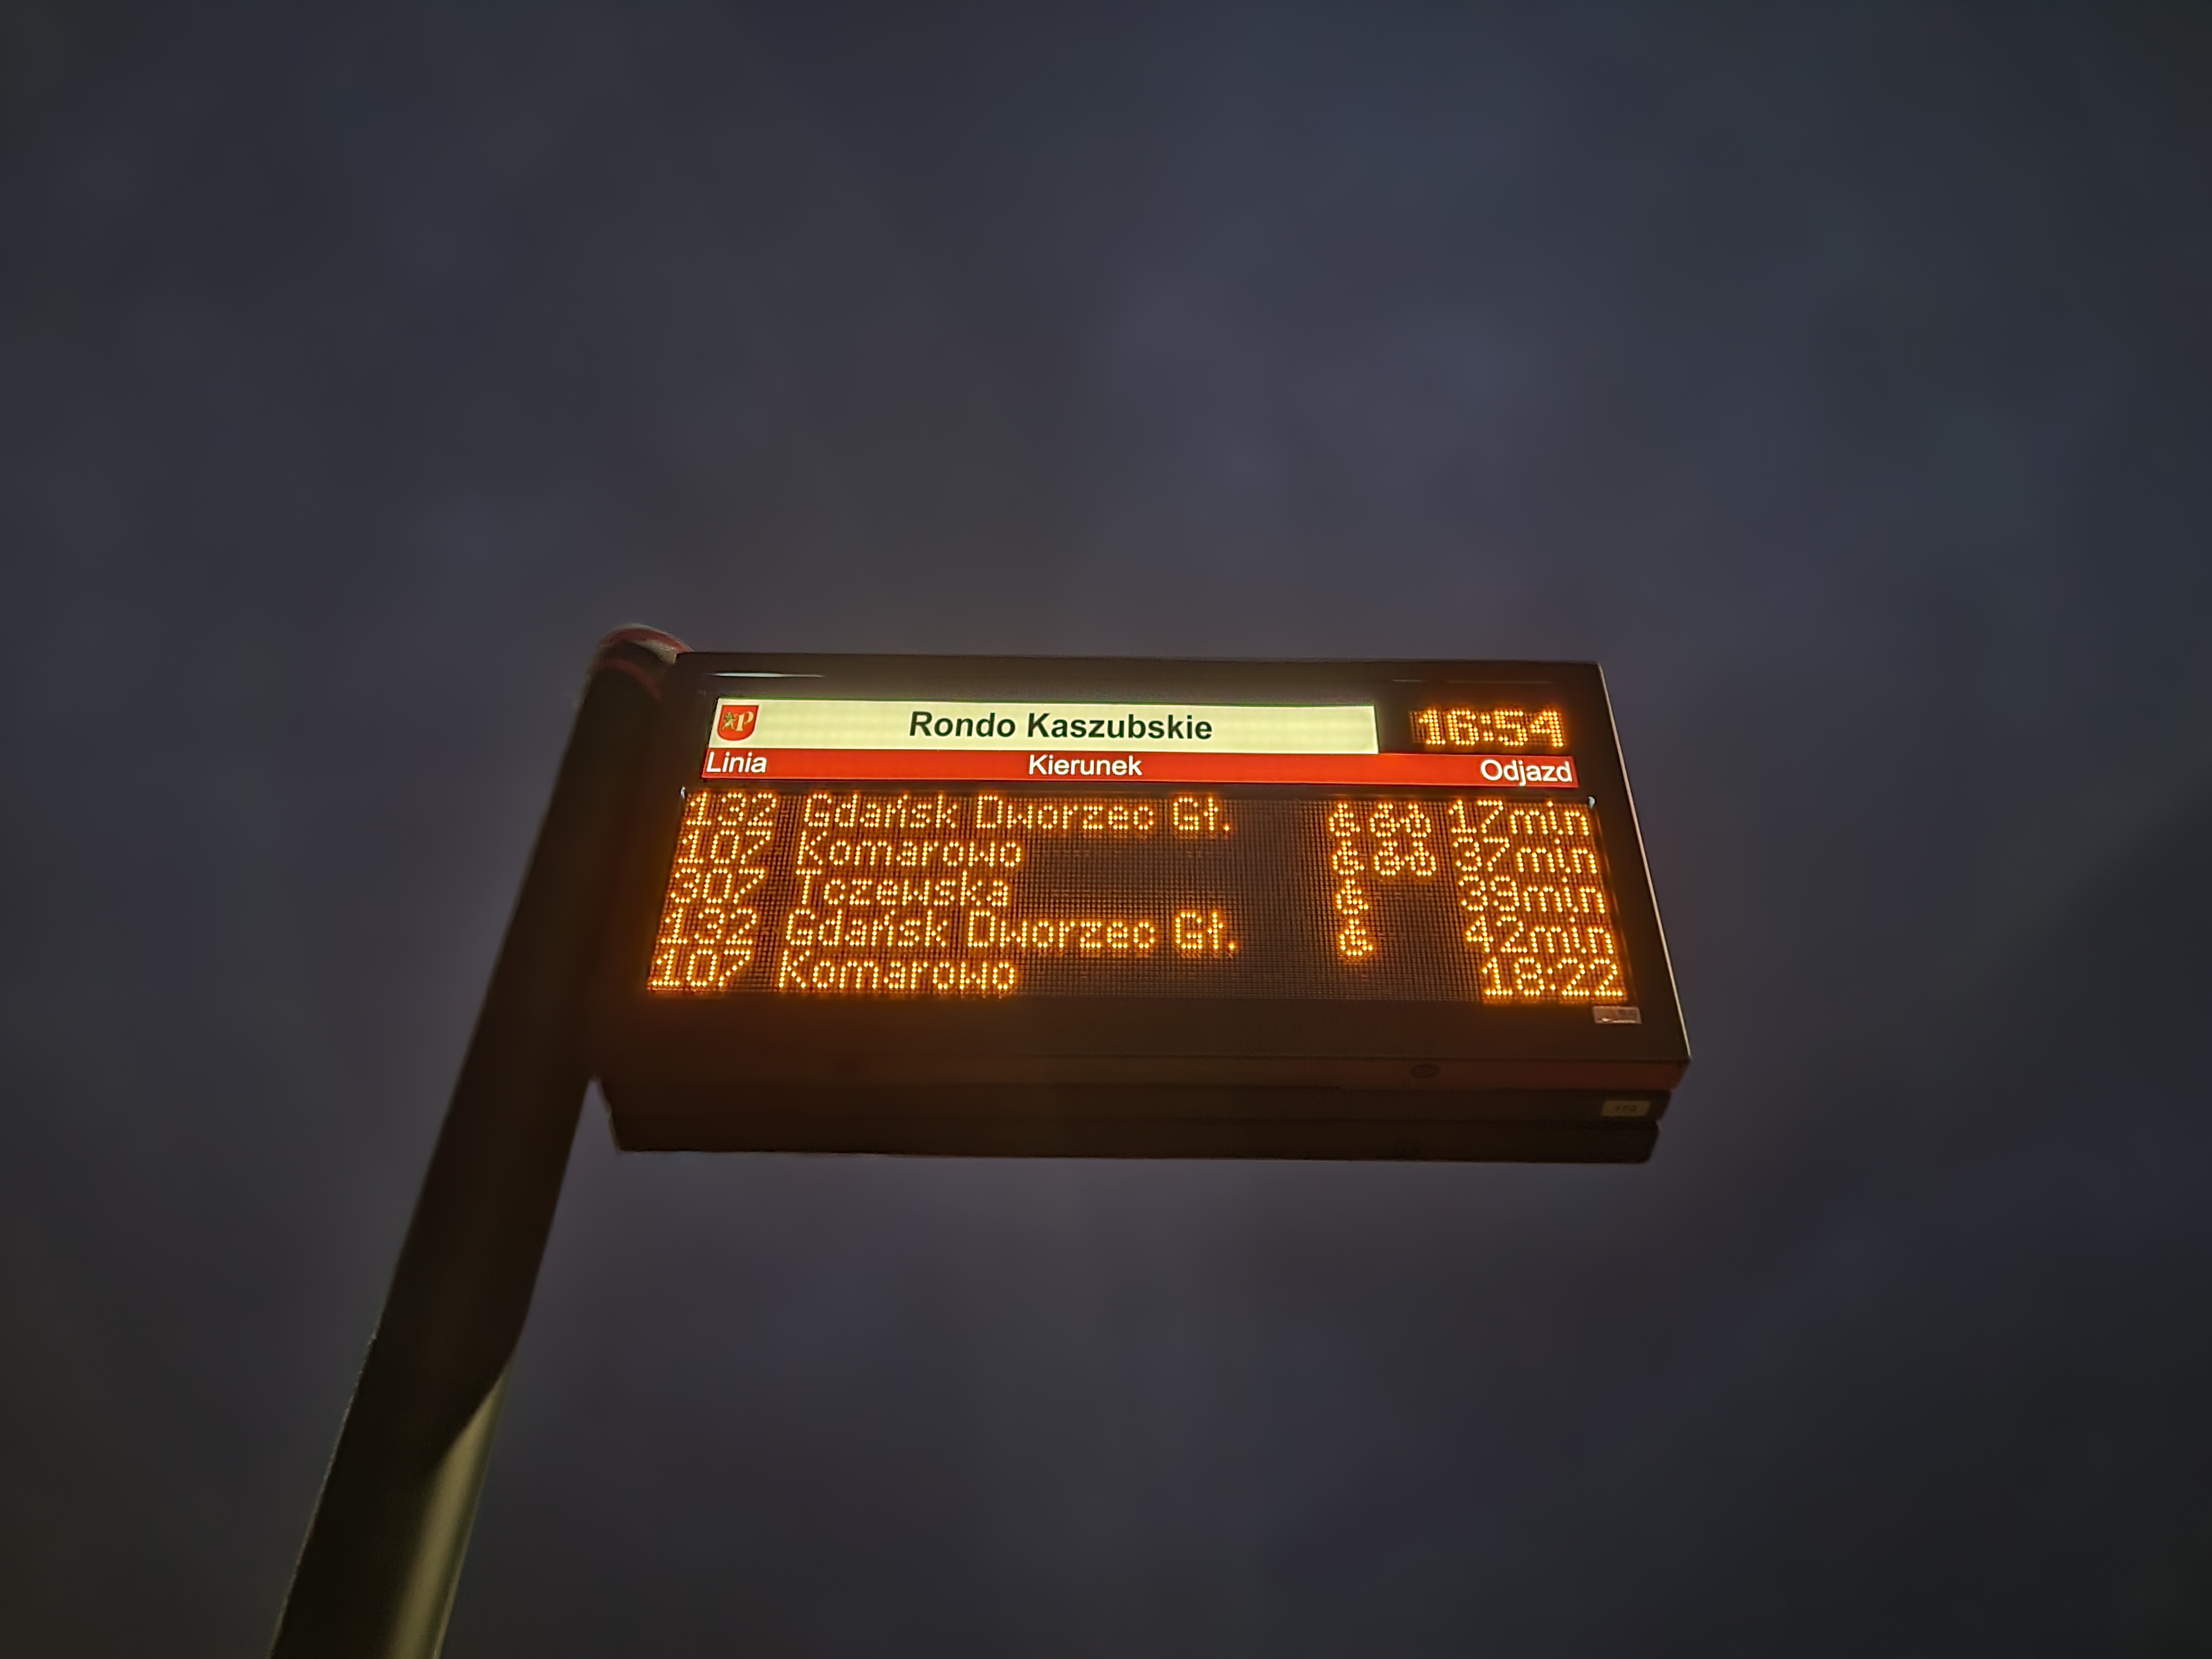 P
Rondo Kaszubskie 16:54
Linia Kierunek Odjazd
132 Gdańsk Dworzec Gł. 17min
107 Komarowo 37min
307 Tczewska 39min
132 Gdańsk Dworzec Gł. 42min
107 Komarowo 18:22